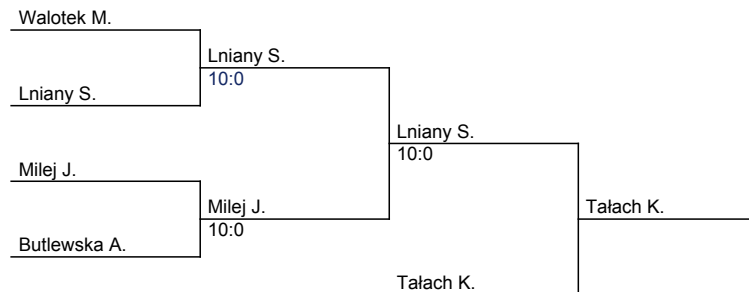 Walotek M.
Lniany S.
10:0
Lniany S.
Lniany S.
10:0
Milej J.
Milej J.
10:0
Tałach K.
Butlewska A.
Tałach K.